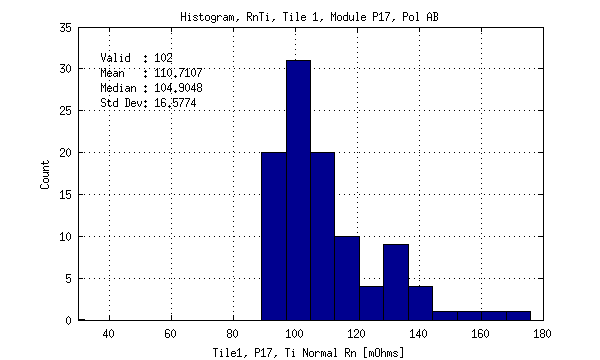 Histogram, RnTi, Tile 1, Module P17, Pol AB
35
30
25
20
15
10
5
0
Count
Valid  : 102
Mean   : 110.7107
Median : 104.9048
Std Dev: 16.5774
40 60 80 100 120 140 160 180
Tile1, P17, Ti Normal Rn [mOhms]